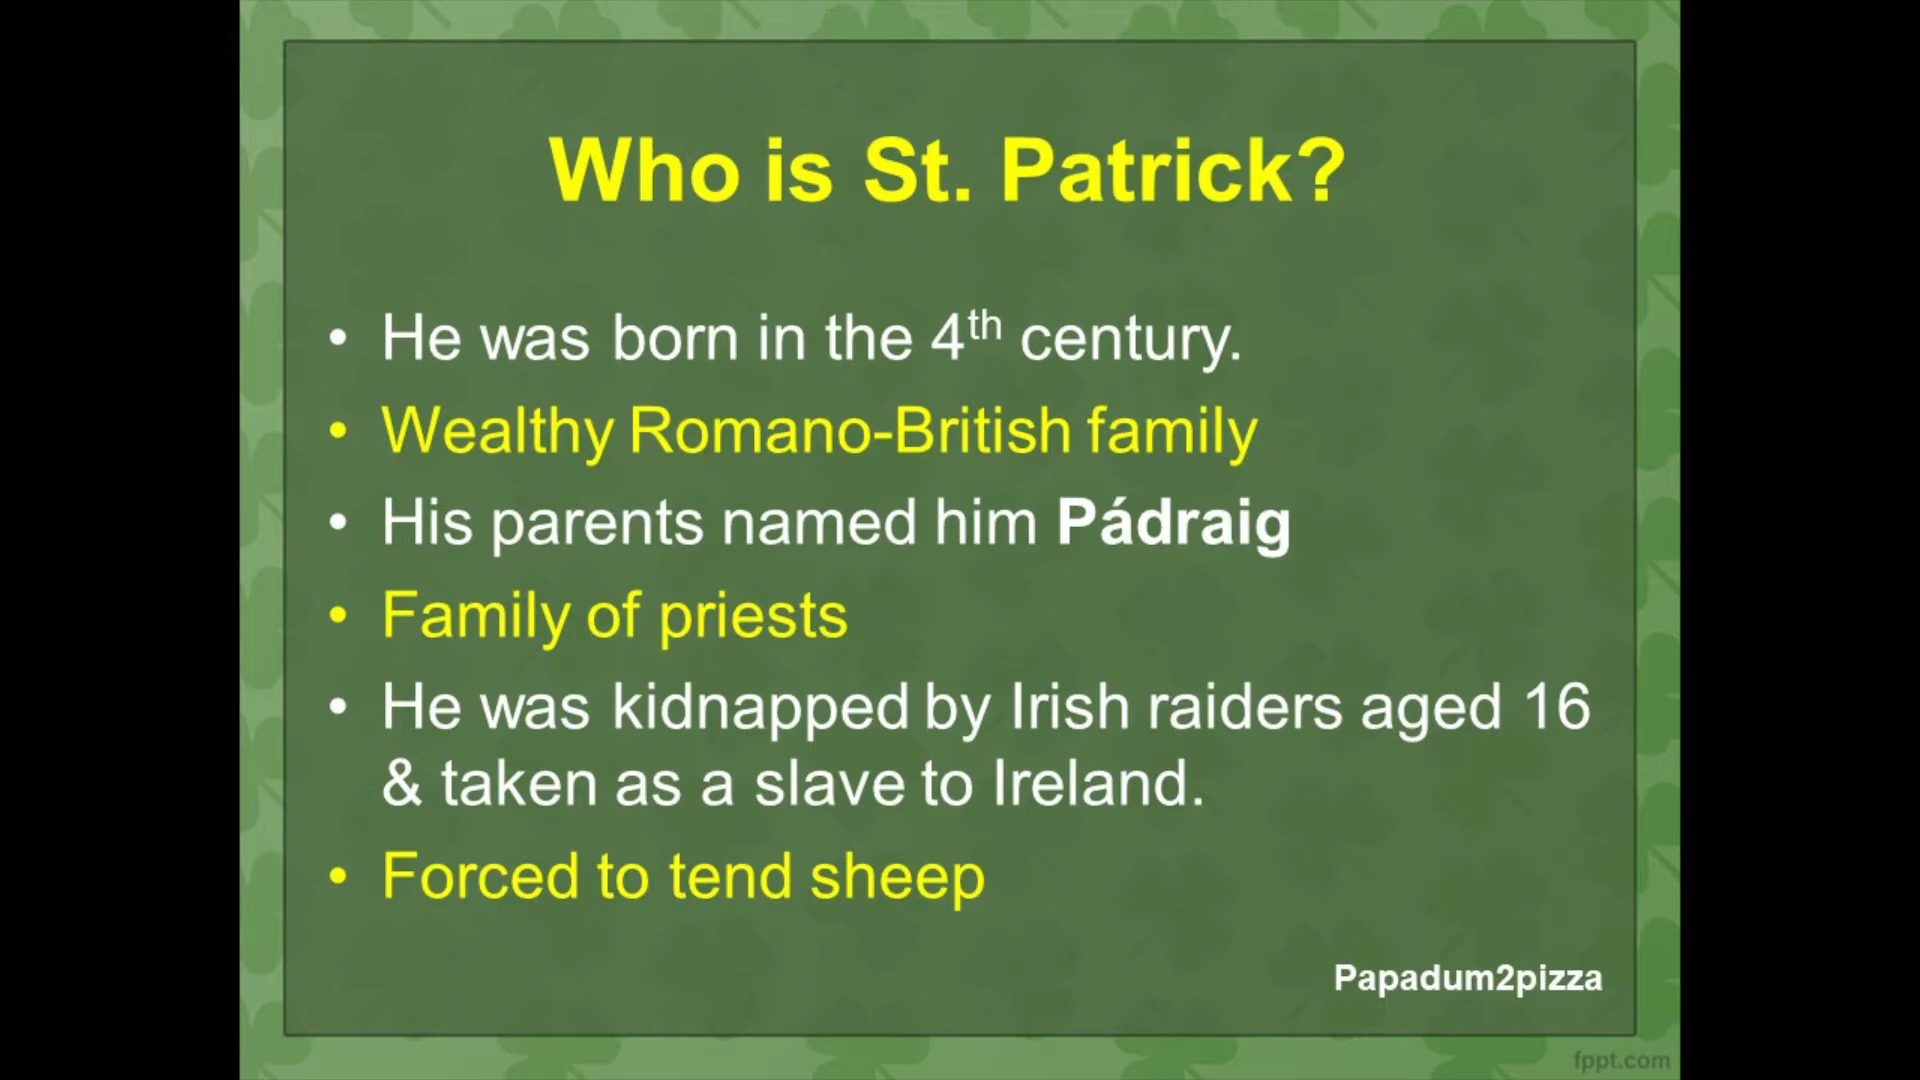 Who is St. Patrick?
• He was born in the 4th century.
• Wealthy Romano-British family
• His parents named him Pádraig
• Family of priests
• He was kidnapped by Irish raiders aged 16
& taken as a slave to Ireland.
• Forced to tend sheep
Papadum2pizza
fppt.com